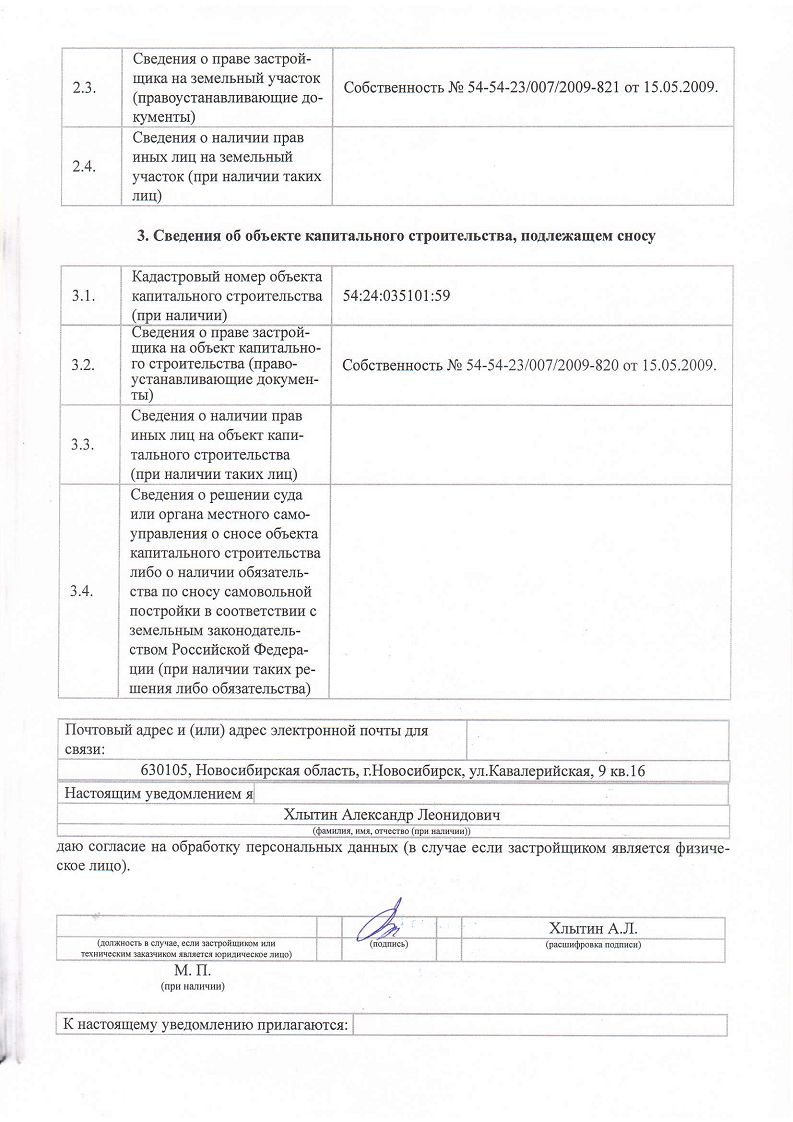 2.3.
Сведения о праве застрой-
щика на земельный участок
(правоустанавливающие до-
кументы)
Собственность № 54-54-23/007/2009-821 от 15.05.2009.
2.4.
Сведения о наличии прав
иных лиц на земельный
участок (при наличии таких
лиц)
3. Сведения об объекте капитального строительства, подлежащем сносу
3.1.
Кадастровый номер объекта
капитального строительства
(при наличии)
54:24:035101:59
3.2.
Сведения о праве застрой-
щика на объект капитально-
го строительства (право-
устанавливающие докумен-
ты)
Собственность № 54-54-23/007/2009-820 от 15.05.2009.
3.3.
Сведения о наличии прав
иных лиц на объект капи-
тального строительства
(при наличии таких лиц)
3.4.
Сведения о решении суда
или органа местного само-
управления о сносе объекта
капитального строительства
либо о наличии обязатель-
ства по сносу самовольной
постройки в соответствии с
земельным законодатель-
ством Российской Федера-
ции (при наличии таких ре-
шения либо обязательства)
Почтовый адрес и (или) адрес электронной почты для
связи:
630105, Новосибирская область, г.Новосибирск, ул.Кавалерийская, 9 кв.16
Настоящим уведомлением я
Хлытин Александр Леонидович
(фамилия, имя, отчество (при наличии))
даю согласие на обработку персональных данных (в случае если застройщиком является физиче-
ское лицо).
Хлытин А.Л.
(должность в случае, если застройщиком или
техническим заказчиком является юридическое лицо)
(подпись)
(расшифровка подписи)
М. П.
(при наличии)
К настоящему уведомлению прилагаются: